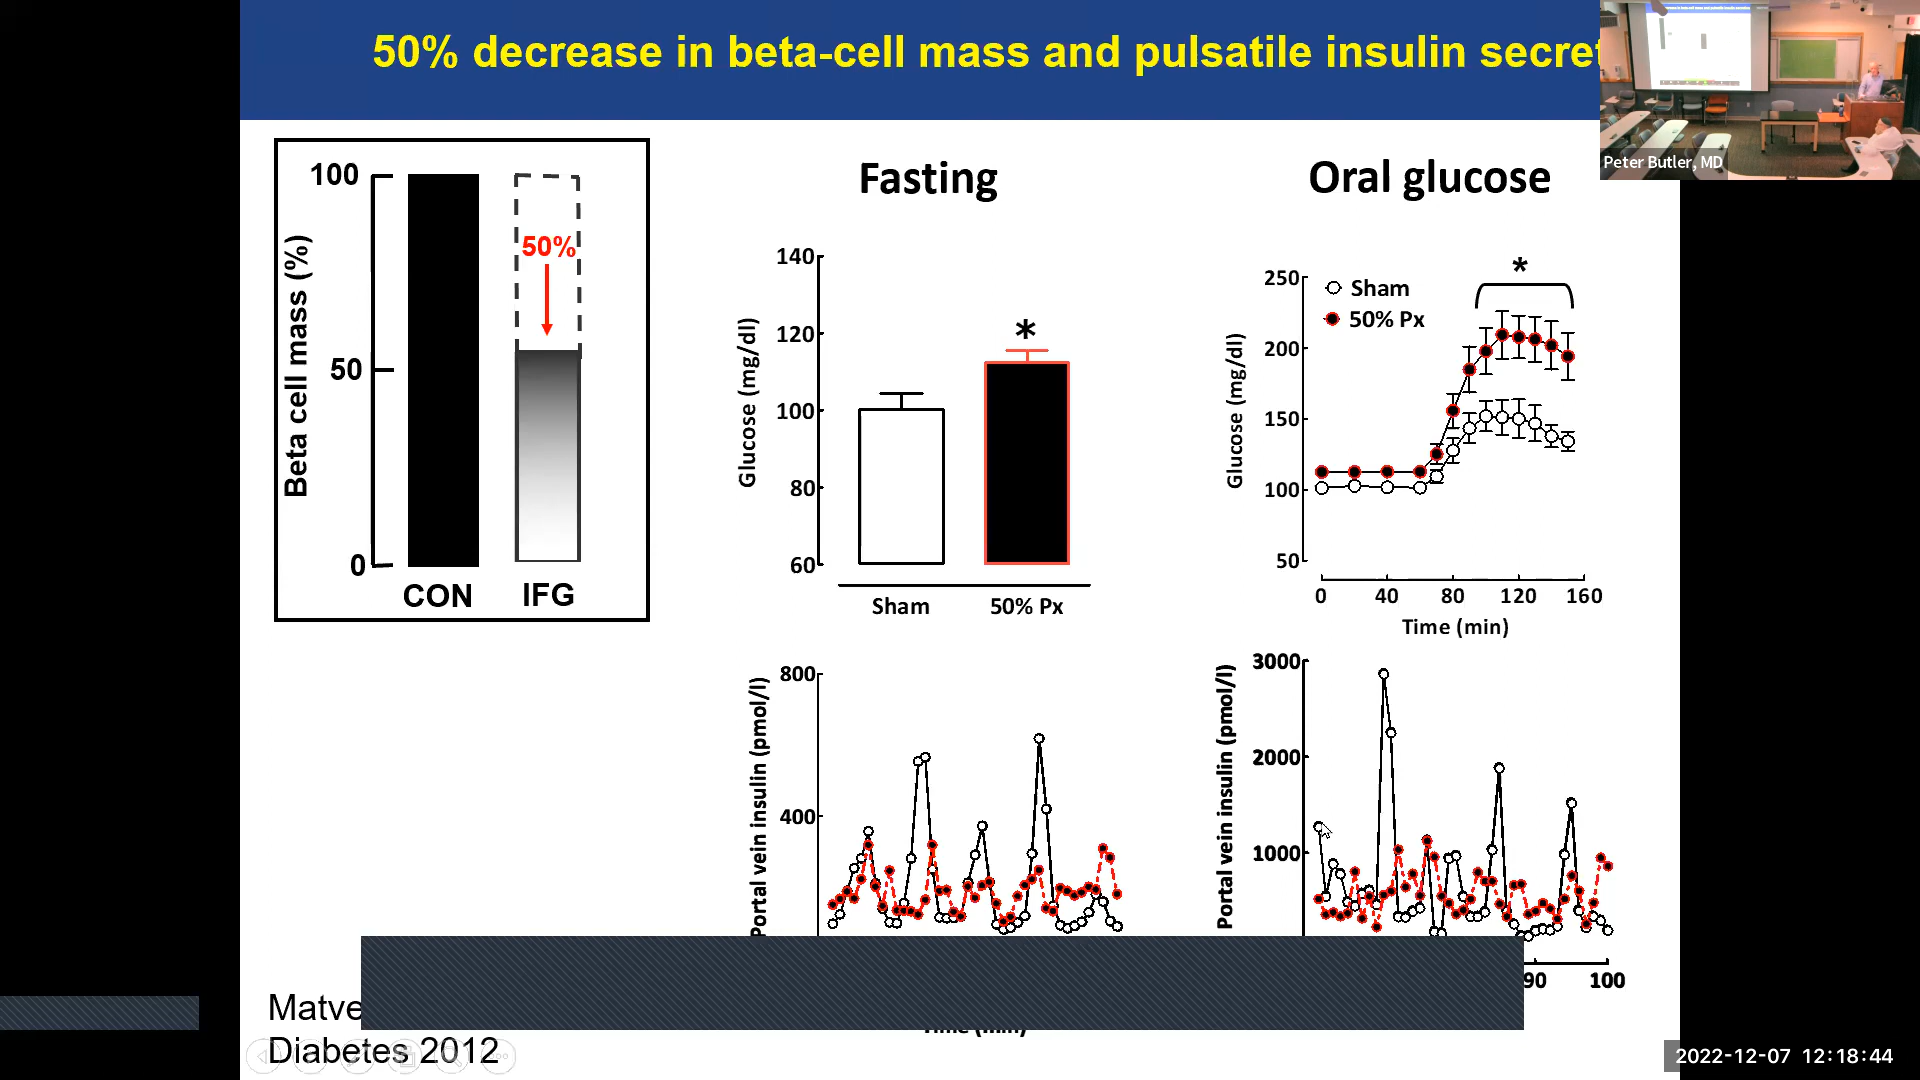 50% decrease in beta-cell mass and pulsatile insulin secret
Peter Butler, MD
Beta cell mass (%)
100
50
0
50%
CON
IFG
Fasting
Glucose (mg/dl)
140
120
100
80
60
*
Sham
50% Px
Oral glucose
Glucose (mg/dl)
250
200
150
100
50
*
Sham
50% Px
0 40 80 120 160
Time (min)
Portal vein insulin (pmol/l)
800
400
Time (min)
Portal vein insulin (pmol/l)
3000
2000
1000
90 100
Matve
Diabetes 2012
2022-12-07 12:18:44